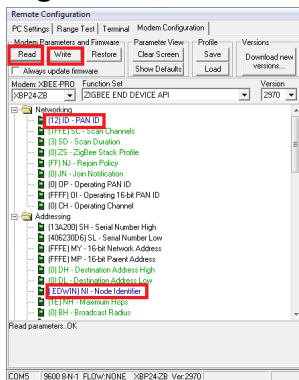 Remote Configuration
PC Settings Range Test Terminal Modem Configuration
Modem Parameters and Firmware Parameter View Profile Versions
Read Write Restore Clear Screen Save Download new versions...
Always update firmware Show Defaults Load
Modem: XBEE-PRO Function Set Version
XBP24-ZB ZIGBEE END DEVICE API 2970
Networking
(12) ID - PAN ID
(1FFE) SC - Scan Channels
(3) SD - Scan Duration
(0) ZS - ZigBee Stack Profile
(FF) NJ - Rejoin Policy
(0) JN - Join Notification
(0) OP - Operating PAN ID
(FFFF) OI - Operating 16-bit PAN ID
(0) CH - Operating Channel
Addressing
(13A200) SH - Serial Number High
(406230D6) SL - Serial Number Low
(FFFE) MY - 16-bit Network Address
(FFFE) MP - 16-bit Parent Address
(0) DH - Destination Address High
(0) DL - Destination Address Low
( EDWIN) NI - Node Identifier
(1E) NH - Maximum Hops
(0) BH - Broadcast Radius
Read parameters..OK
COM5 9600 8-N-1 FLOW:NONE XBP24-ZB Ver:2970